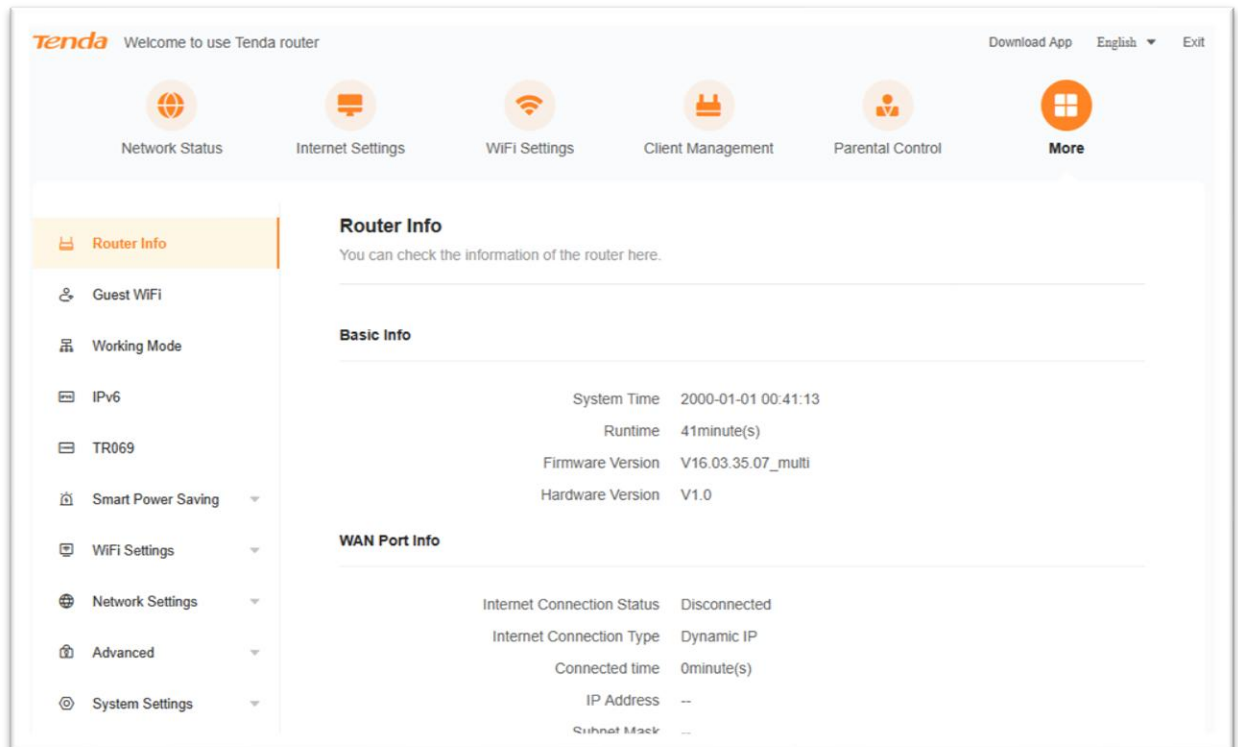 Tenda Welcome to use Tenda router Download App English Exit
Network Status Internet Settings WiFi Settings Client Management Parental Control More
Router Info
Guest WiFi
Working Mode
IPv6
TR069
Smart Power Saving
WiFi Settings
Network Settings
Advanced
System Settings
Router Info
You can check the information of the router here.
Basic Info
System Time 2000-01-01 00:41:13
Runtime 41minute(s)
Firmware Version V16.03.35.07_multi
Hardware Version V1.0
WAN Port Info
Internet Connection Status Disconnected
Internet Connection Type Dynamic IP
Connected time 0minute(s)
IP Address --
Subnet Mask --